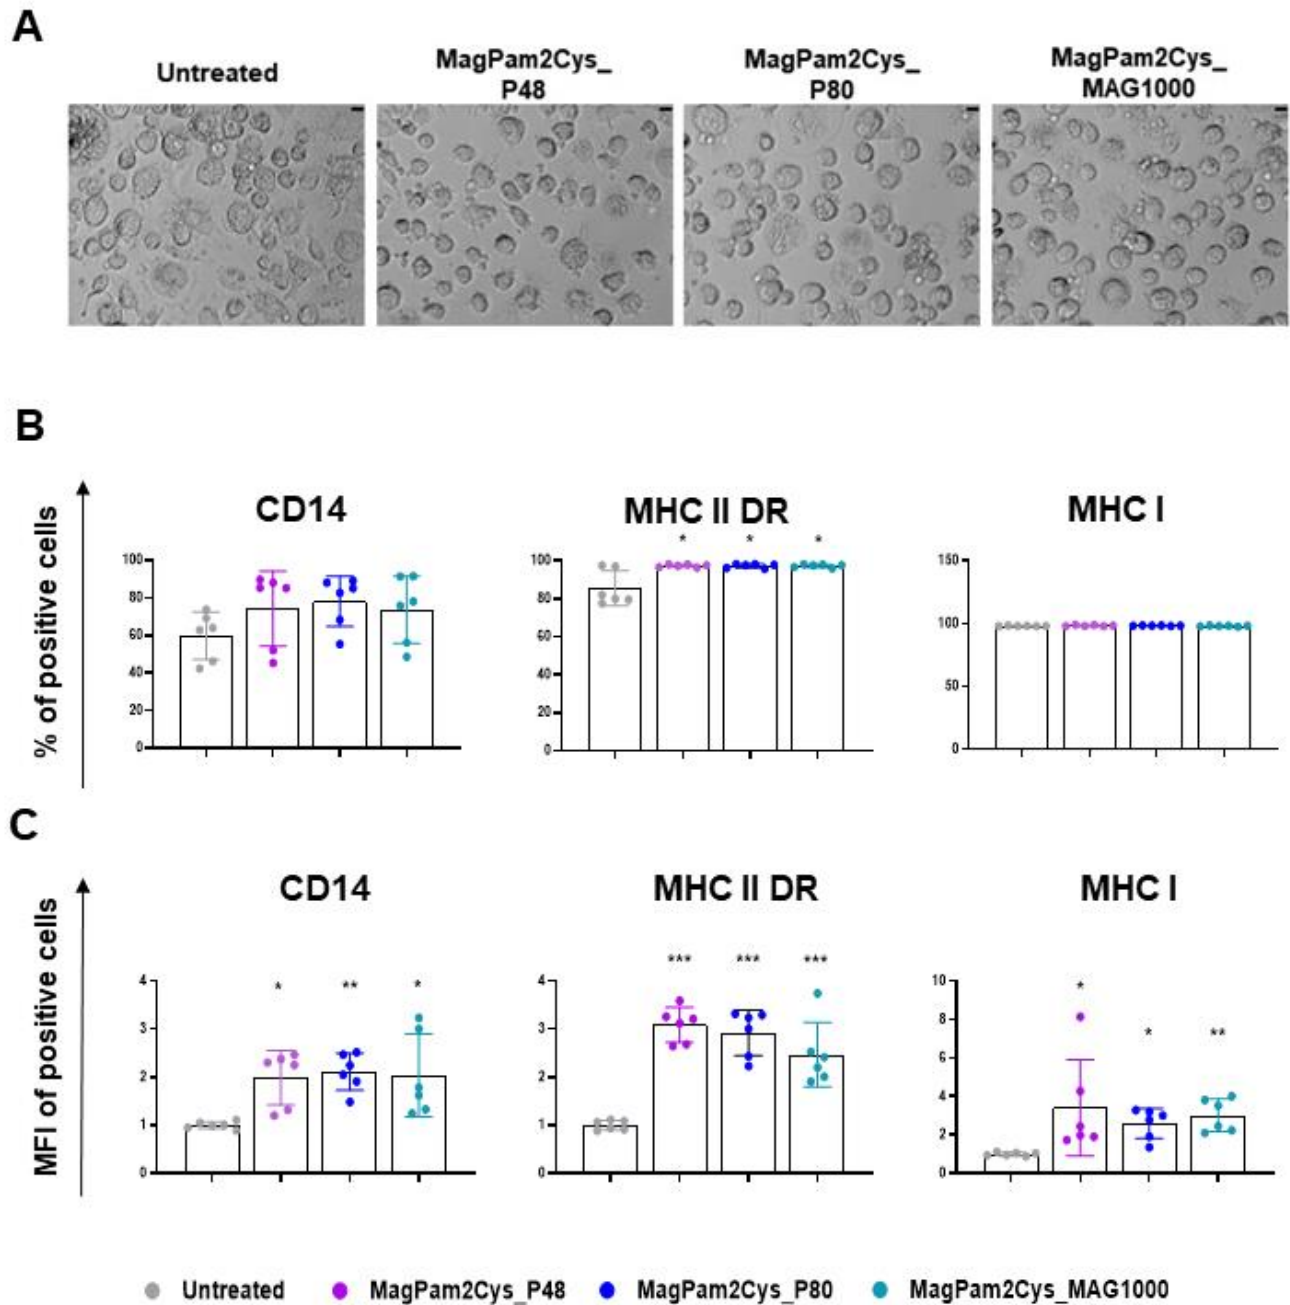 A
Untreated
MagPam2Cys_
P48
MagPam2Cys_
P80
MagPam2Cys_
MAG1000
B
% of positive cells
CD14
100
80
60
40
20
0
MHC II DR
* * *
100
80
60
40
20
0
MHC I
150
100
50
0
C
MFI of positive cells
CD14
* ** *
4
3
2
1
0
MHC II DR
*** *** ***
4
3
2
1
0
MHC I
* * **
10
8
6
4
2
0
Untreated MagPam2Cys_P48 MagPam2Cys_P80 MagPam2Cys_MAG1000